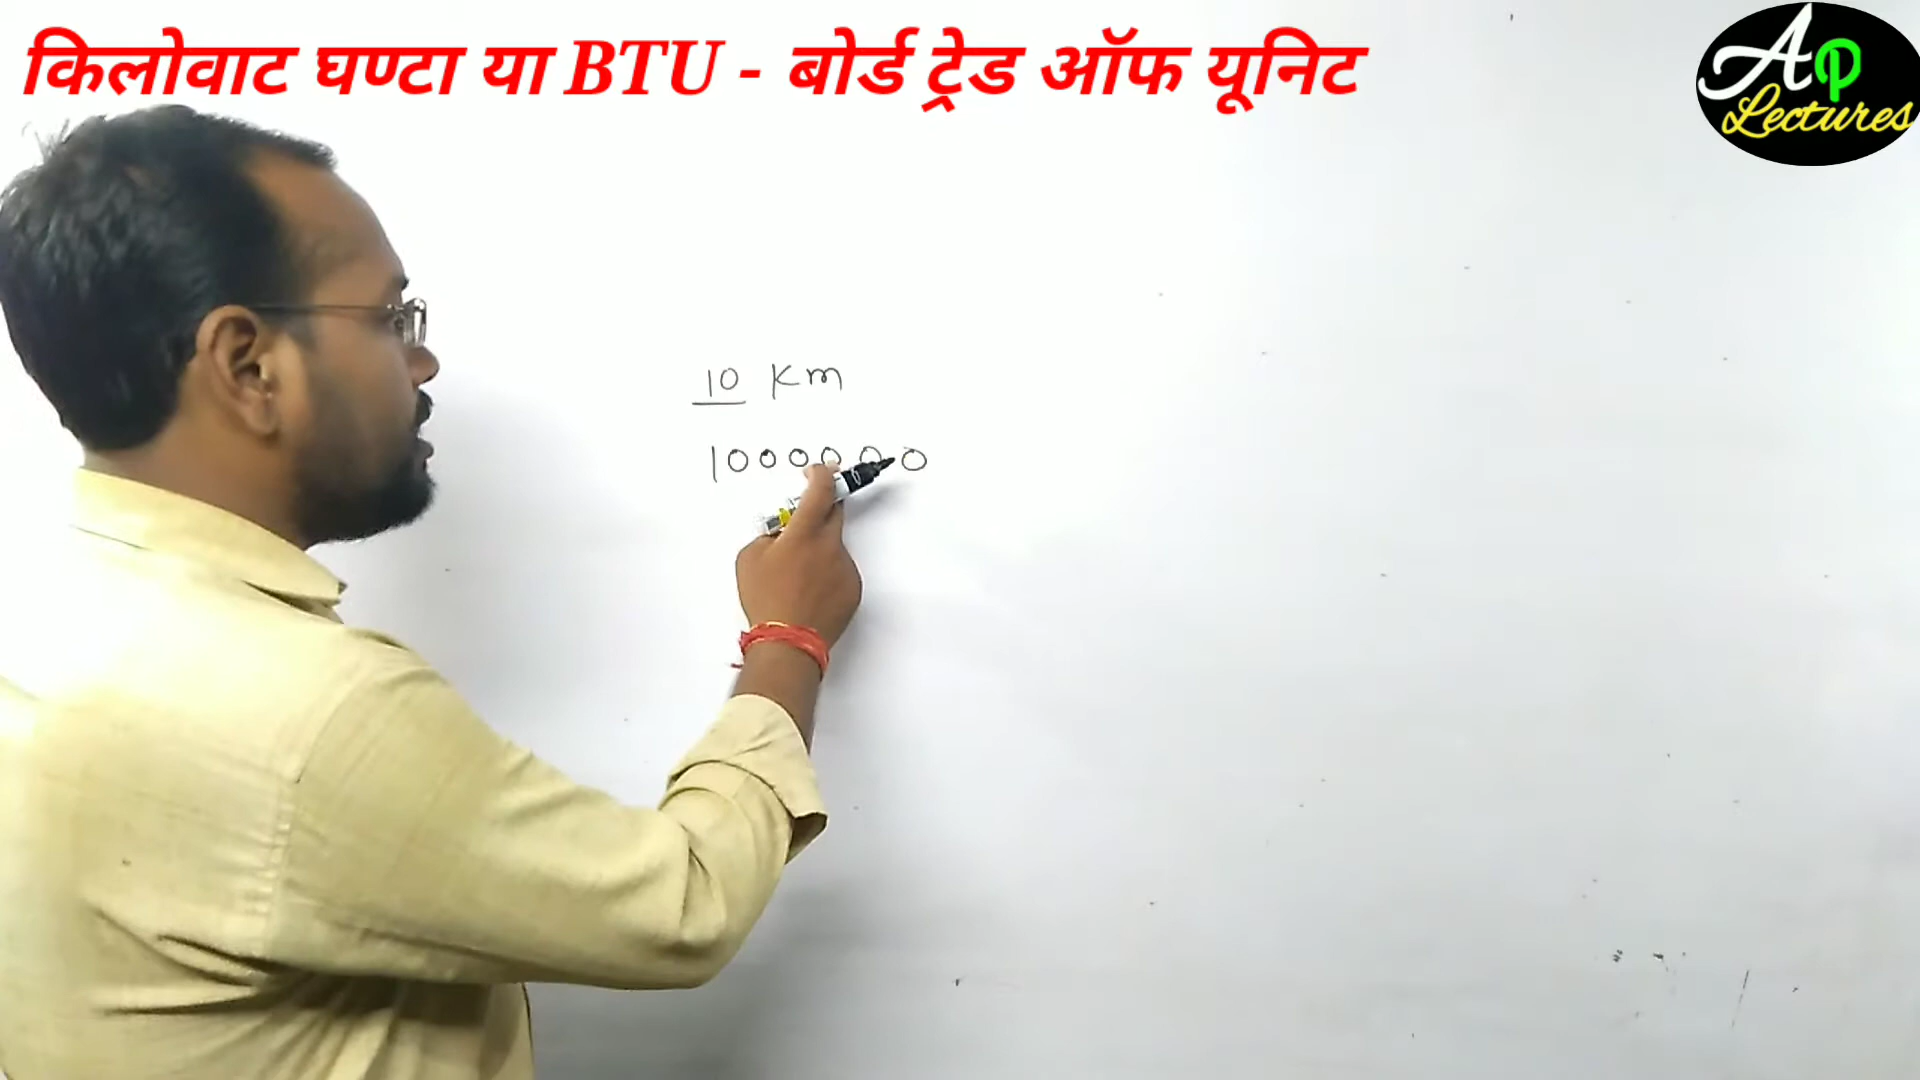 किलोवाट घण्टा या BTU - बोर्ड ट्रेड ऑफ यूनिट
Ap
Lectures
10 Km
1000000